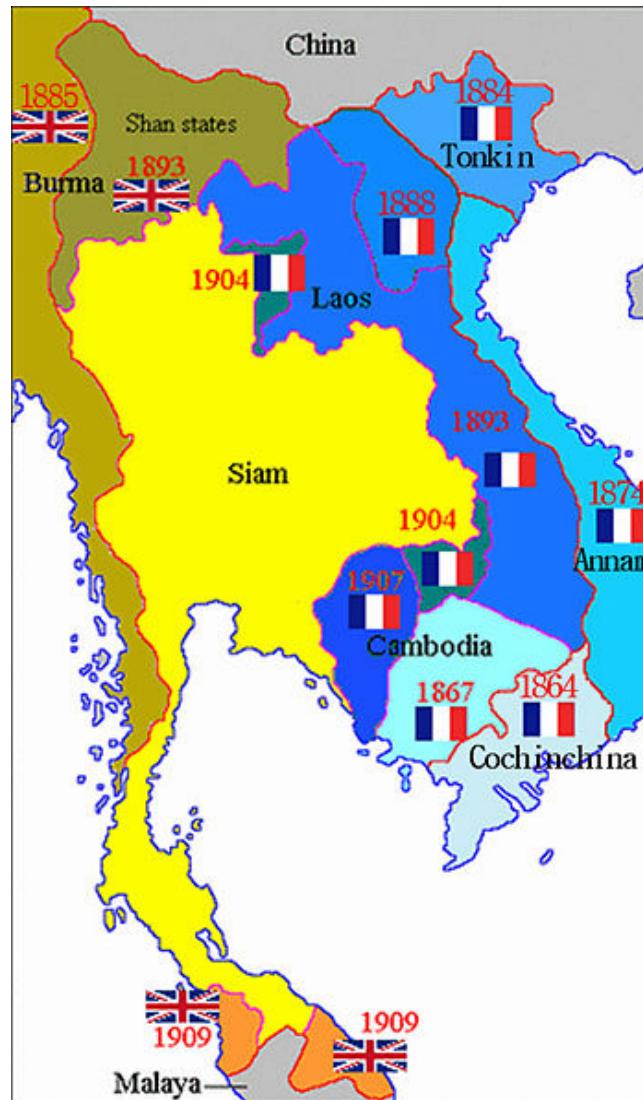 China
1885
1884
Shan states
Tonkin
1893
Burma
1888
1904
Laos
1893
Siam
1874
1904
Annam
1907
Cambodia
1864
1867
Cochinchina
1909
1909
Malaya